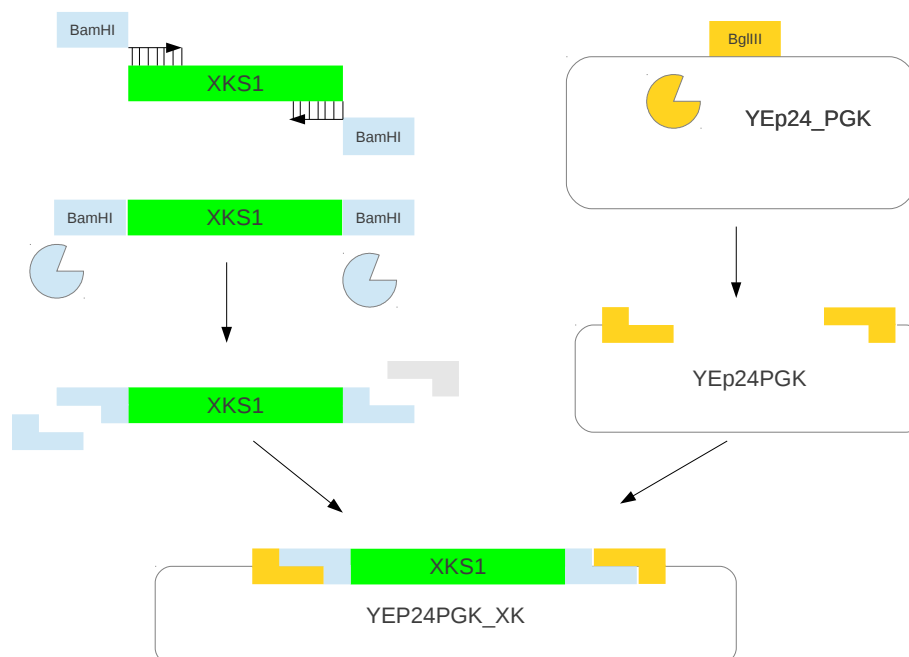 BamHI
XKS1
BamHI
BglIII
YEp24_PGK
BamHI
XKS1
BamHI
XKS1
YEp24PGK
XKS1
YEP24PGK_XK